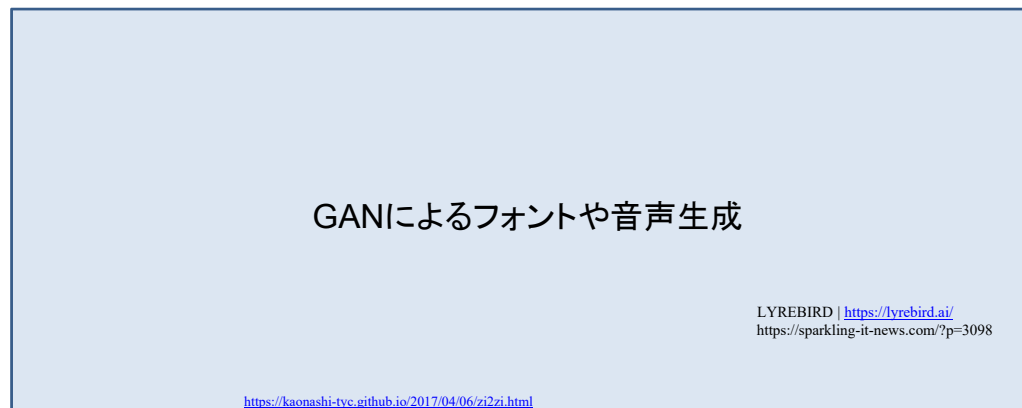 GANによるフォントや音声生成
LYREBIRD | https://lyrebird.ai/
https://sparkling-it-news.com/?p=3098
https://kaonashi-tyc.github.io/2017/04/06/zi2zi.html